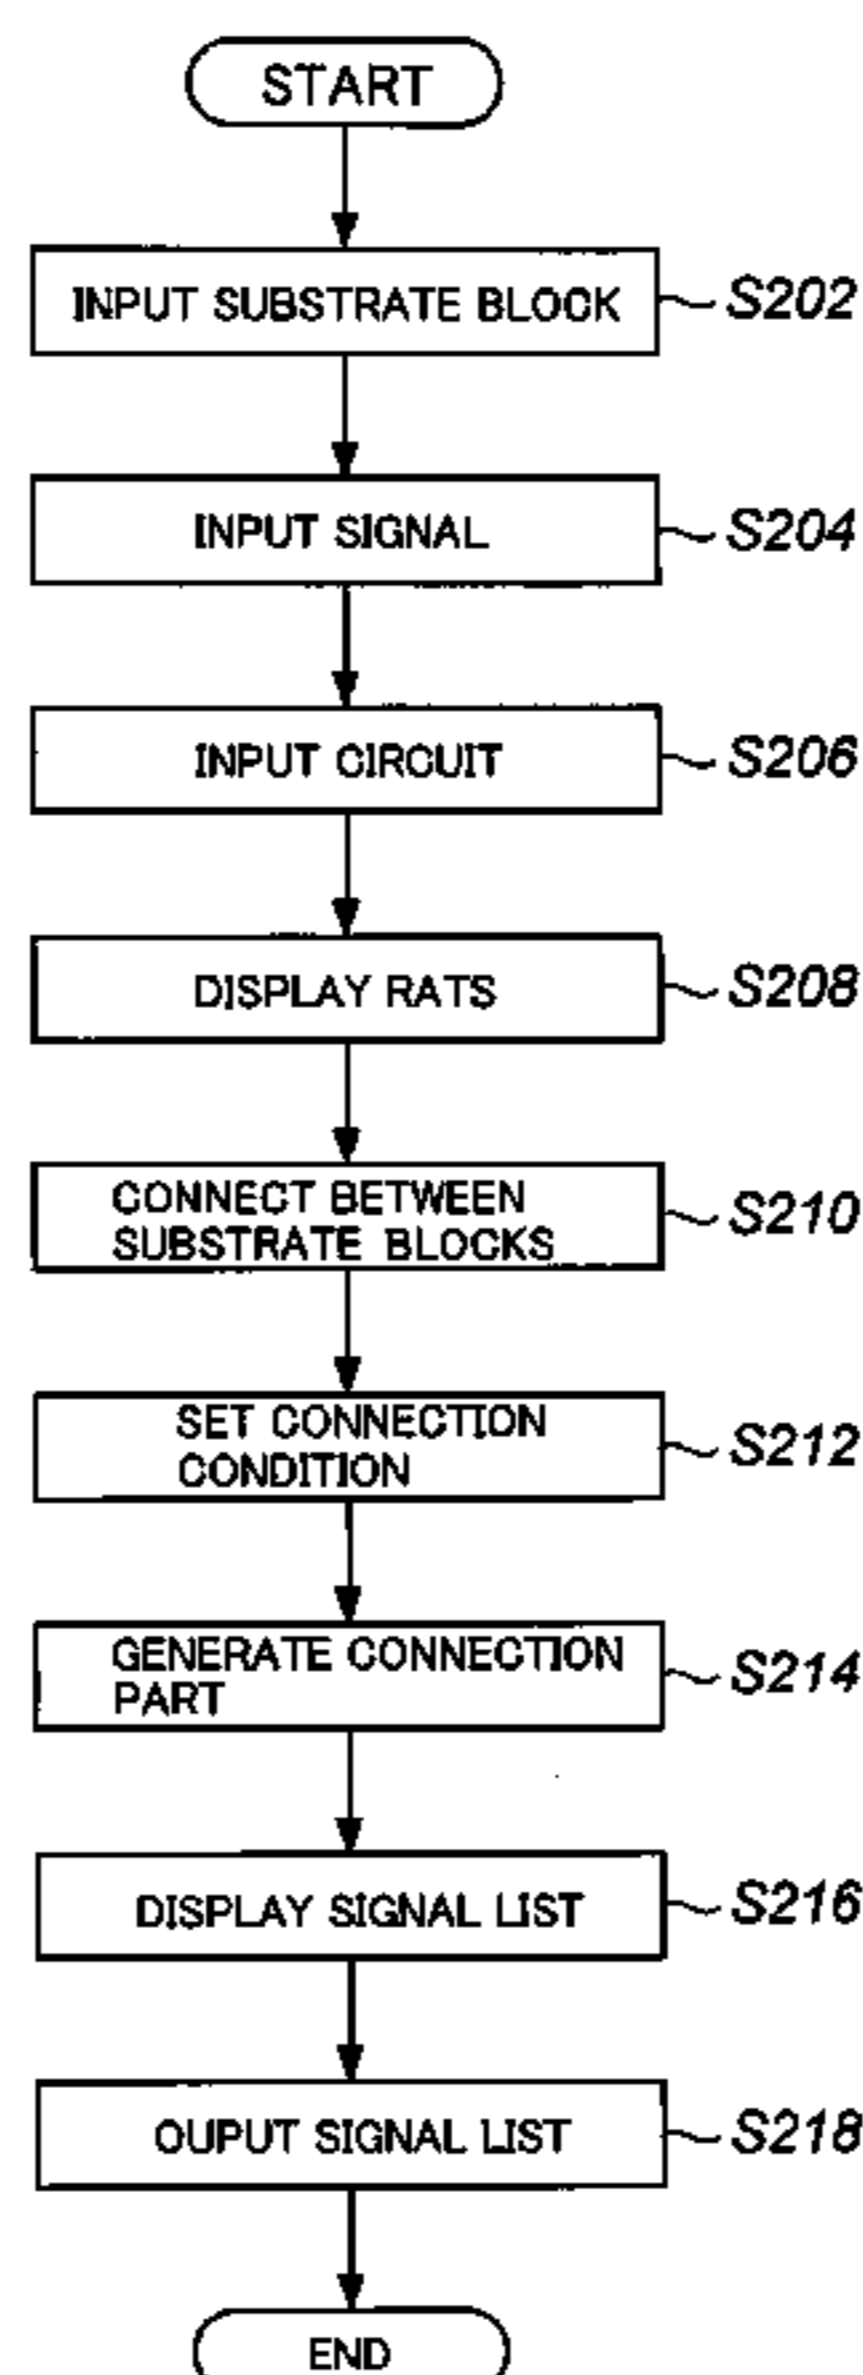 START
INPUT SUBSTRATE BLOCK
S202
INPUT SIGNAL
S204
INPUT CIRCUIT
S206
DISPLAY RATS
S208
CONNECT BETWEEN
SUBSTRATE BLOCKS
S210
SET CONNECTION
CONDITION
S212
GENERATE CONNECTION
PART
S214
DISPLAY SIGNAL LIST
S216
OUPUT SIGNAL LIST
S218
END